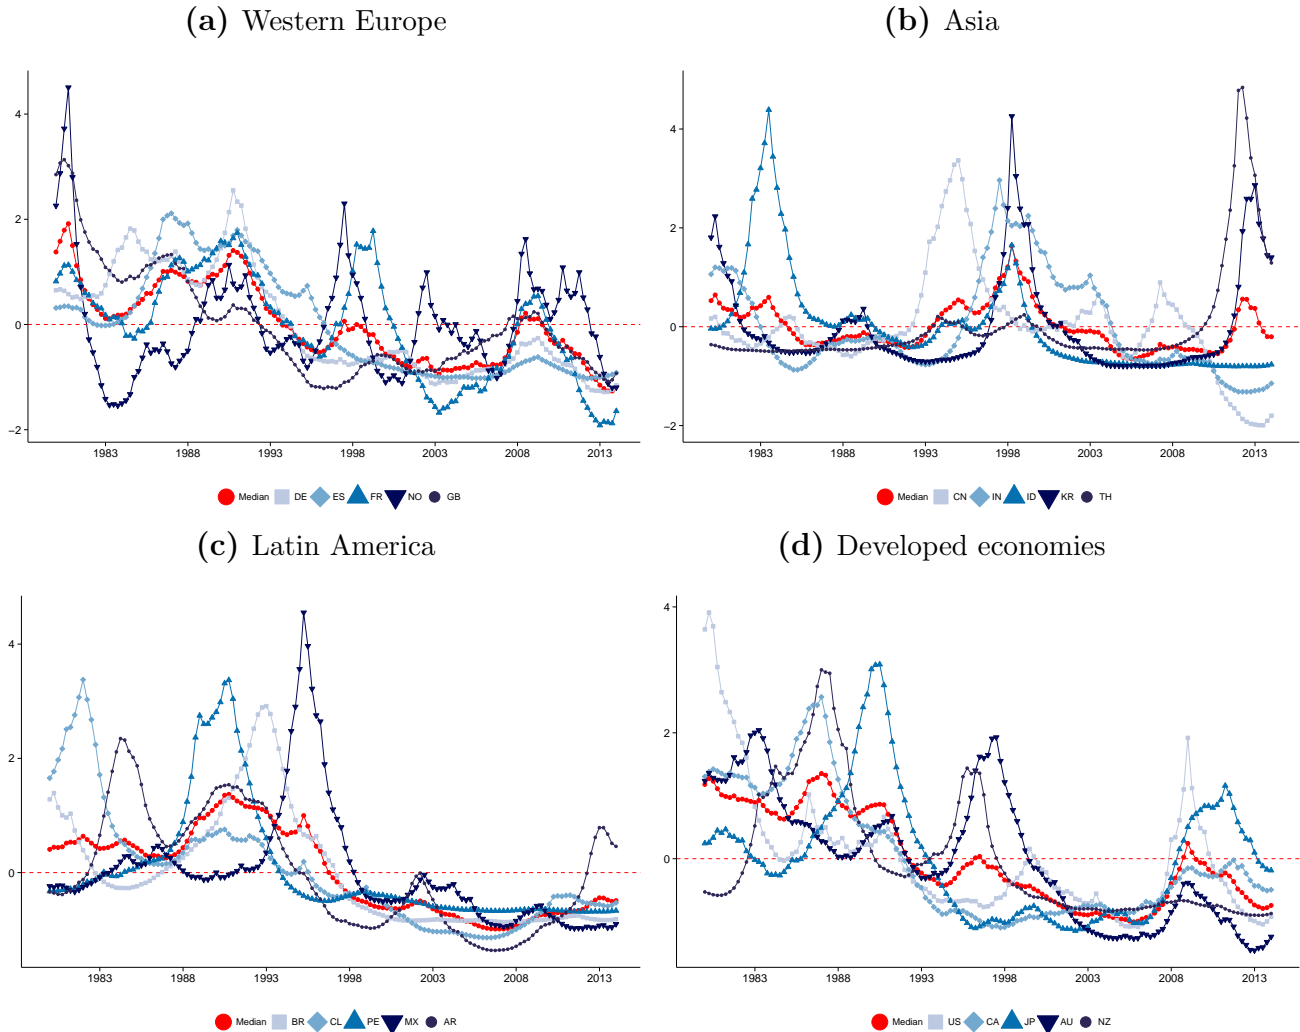 (a) Western Europe
4
2
0
−2
1983 1988 1993 1998 2003 2008 2013
Median DE ES FR NO GB
(b) Asia
4
2
0
−2
1983 1988 1993 1998 2003 2008 2013
Median CN IN ID KR TH
(c) Latin America
4
2
0
1983 1988 1993 1998 2003 2008 2013
Median BR CL PE MX AR
(d) Developed economies
4
2
0
1983 1988 1993 1998 2003 2008 2013
Median US CA JP AU NZ